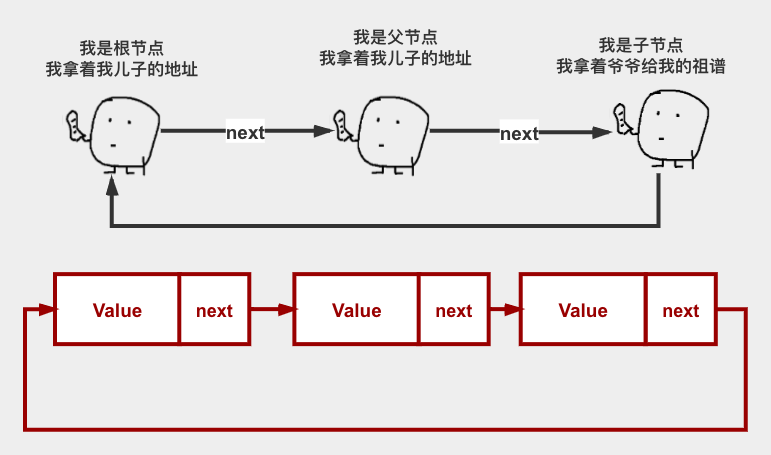 我是根节点
我拿着我儿子的地址
我是父节点
我拿着我儿子的地址
我是子节点
我拿着爷爷给我的祖谱
next
next
Value
next
Value
next
Value
next